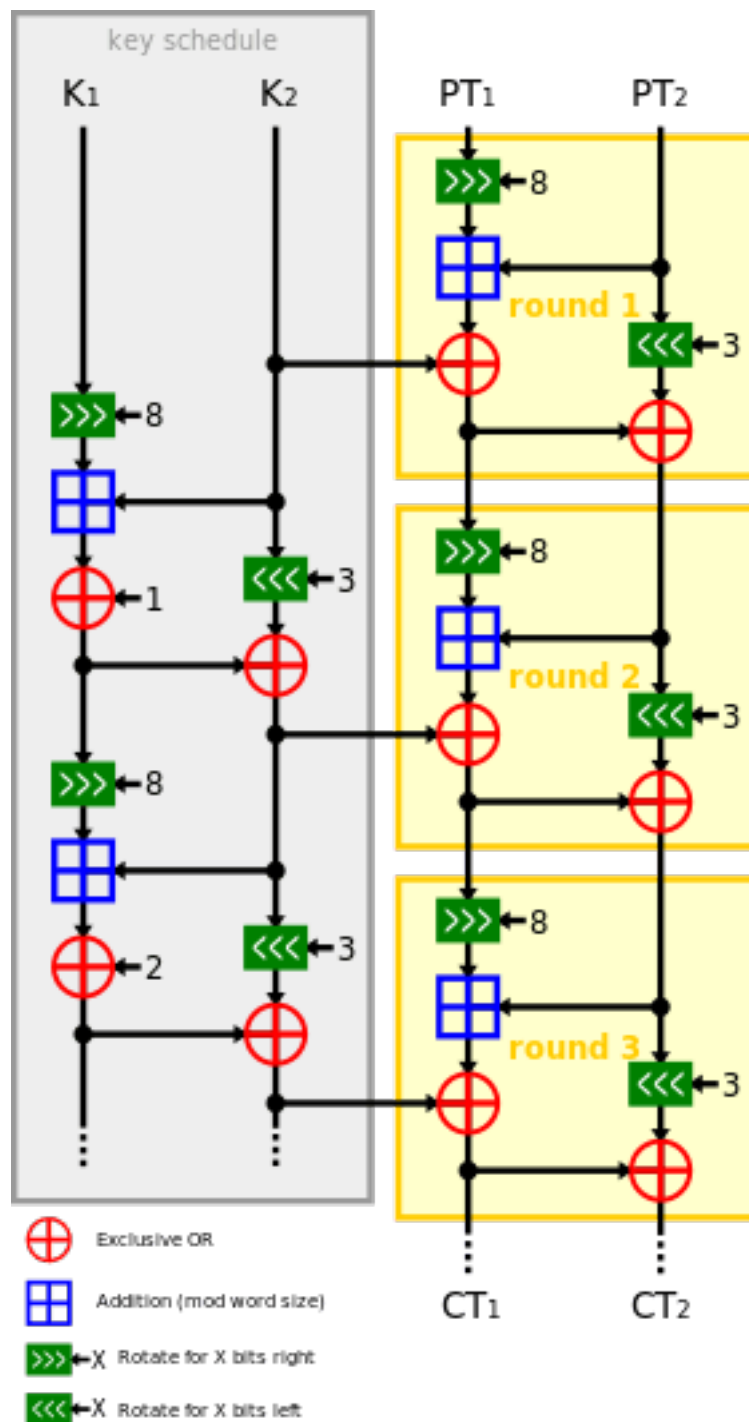 key schedule
K1 K2 PT1 PT2
>>> 8
round 1
<<< 3
>>> 8
1
<<< 3
>>> 8
round 2
<<< 3
>>> 8
2
<<< 3
>>> 8
round 3
<<< 3
Exclusive OR
Addition (mod word size)
CT1 CT2
>>> X Rotate for X bits right
<<< X Rotate for X bits left